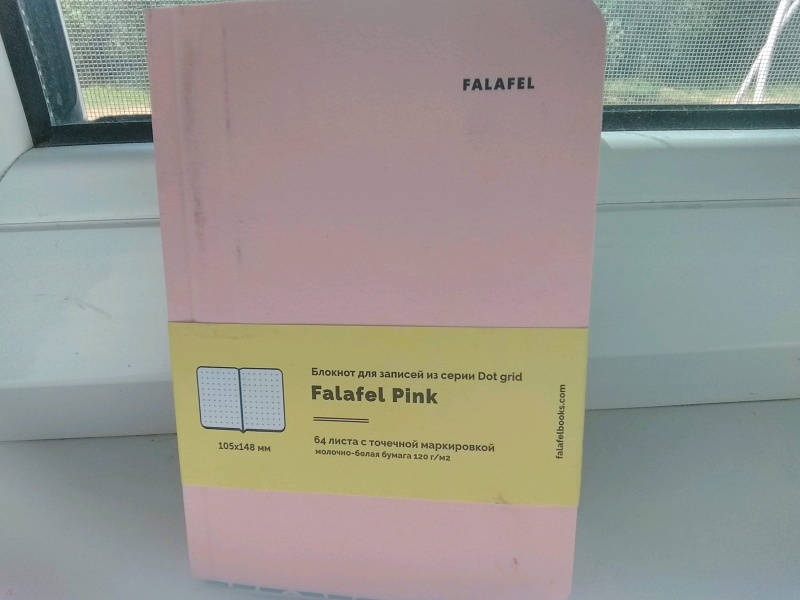 FALAFEL
Блокнот для записей из серии Dot grid
Falafel Pink
64 листа с точечной маркировкой
молочно-белая бумага 120 г/м2
105x148 мм
falafelbooks.com